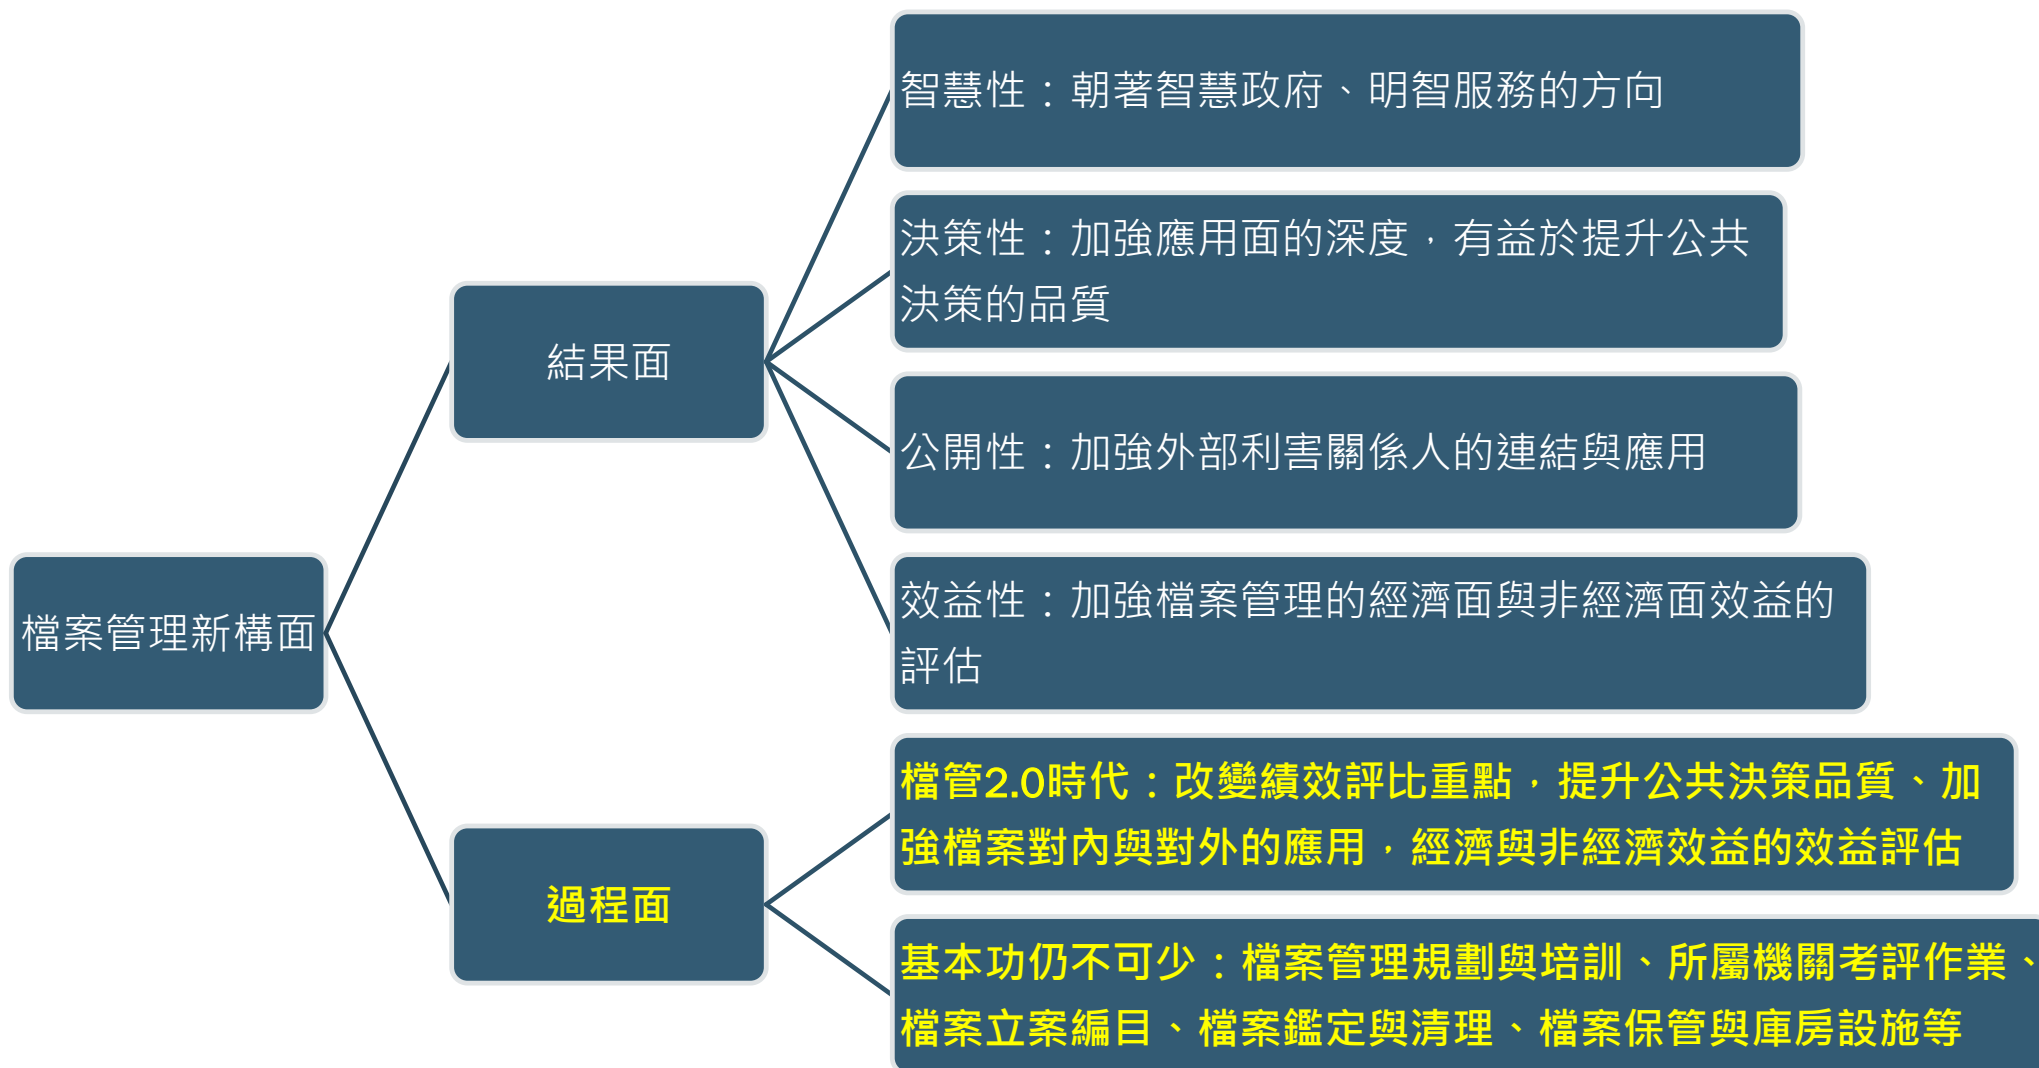 檔案管理新構面
結果面
智慧性：朝著智慧政府、明智服務的方向
決策性：加強應用面的深度，有益於提升公共
決策的品質
公開性：加強外部利害關係人的連結與應用
效益性：加強檔案管理的經濟面與非經濟面效益的
評估
過程面
檔管2.0時代：改變績效評比重點，提升公共決策品質、加
強檔案對內與對外的應用，經濟與非經濟效益的效益評估
基本功仍不可少：檔案管理規劃與培訓、所屬機關考評作業、
檔案立案編目、檔案鑑定與清理、檔案保管與庫房設施等